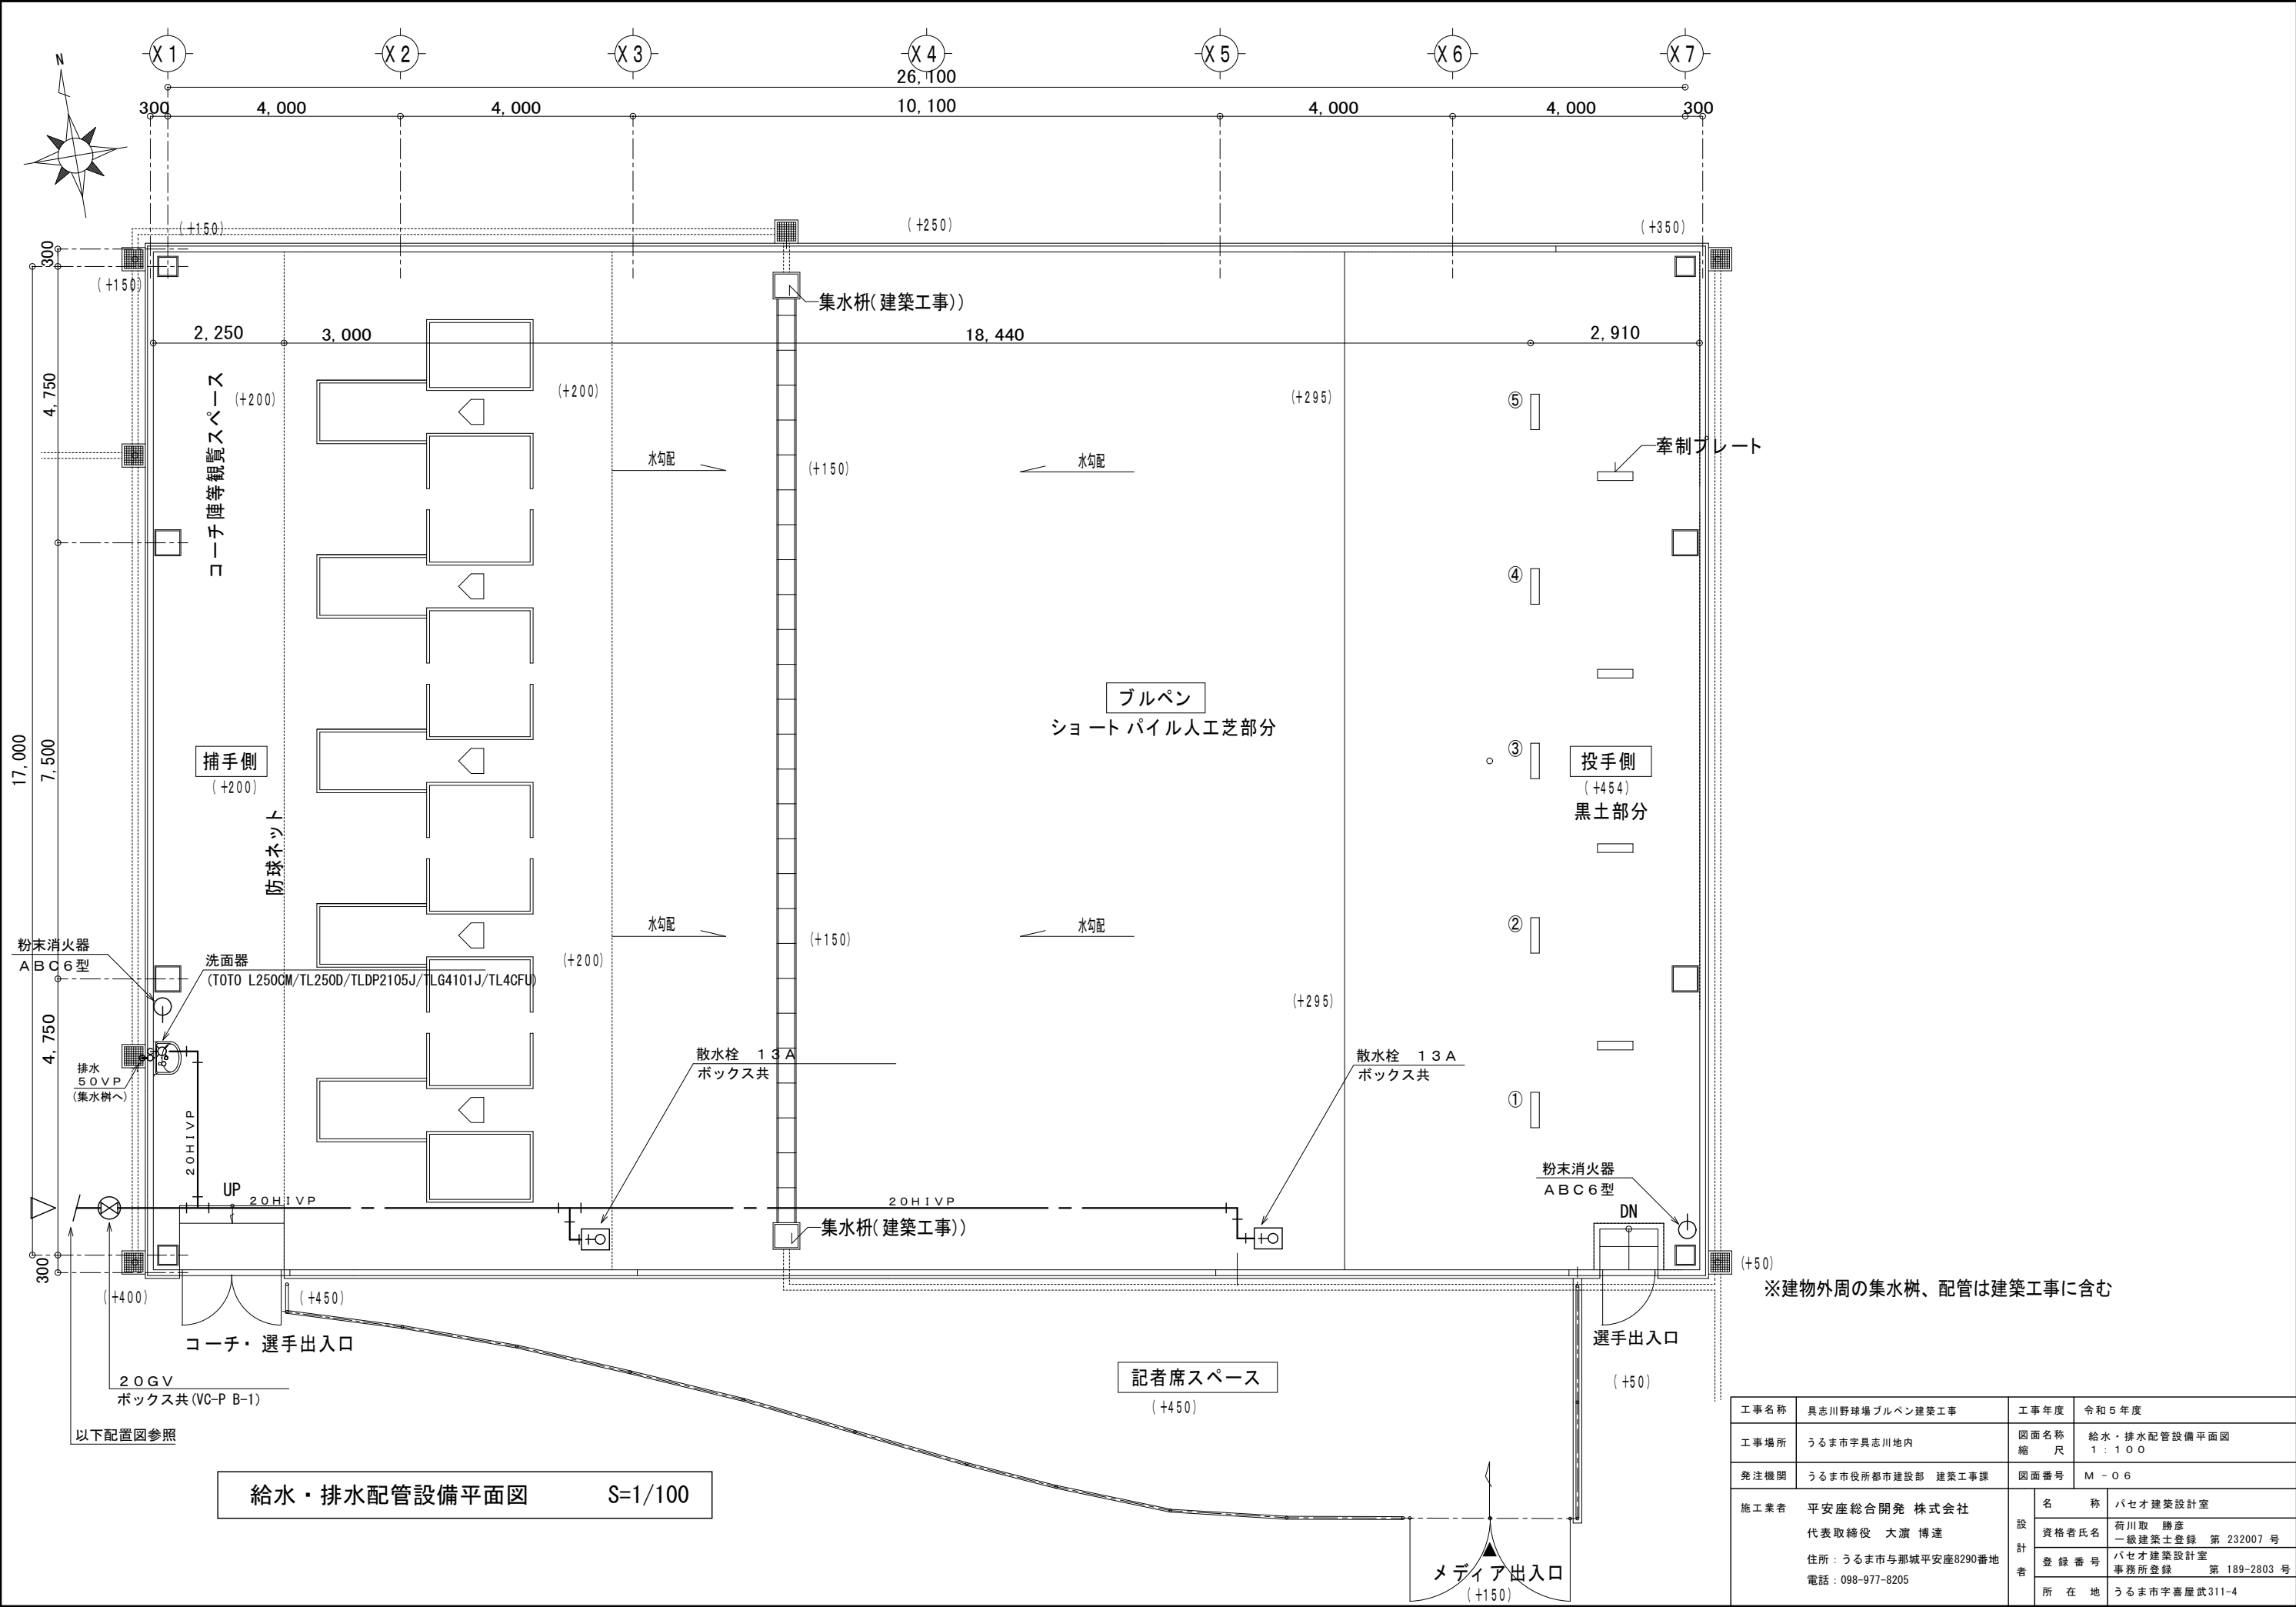 X1
X2
X3
X4
X5
X6
X7
N
26,100
300
4,000
4,000
10,100
4,000
4,000
300
(+150)
(+250)
(+350)
300
(+150)
集水枡(建築工事))
2,250
3,000
18,440
2,910
4,750
コーチ陣等観覧スペース
(+200)
(+200)
(+295)
⑤
牽制プレート
水勾配
(+150)
水勾配
④
17,000
7,500
ブルペン
ショートパイル人工芝部分
捕手側
(+200)
③
投手側
(+454)
黒土部分
防球ネット
②
水勾配
(+150)
水勾配
粉末消火器
ABC6型
洗面器
(TOTO L250CM/TL250D/TLDP2105J/TLG4101J/TL4CFU)
(+200)
(+295)
4,750
排水
50VP
(集水桝へ)
散水栓 13A
ボックス共
散水栓 13A
ボックス共
①
20HIVP
粉末消火器
ABC6型
UP
20HIVP
20HIVP
DN
集水枡(建築工事))
300
(+50)
※建物外周の集水桝、配管は建築工事に含む
(+400)
(+450)
コーチ・選手出入口
選手出入口
20GV
ボックス共(VC-P B-1)
記者席スペース
(+450)
(+50)
以下配置図参照
給水・排水配管設備平面図 S=1/100
メディア出入口
(+150)
工事名称 具志川野球場ブルペン建築工事 工事年度 令和5年度
工事場所 うるま市字具志川地内 図面名称 給水・排水配管設備平面図
縮尺 1:100
発注機関 うるま市役所都市建設部 建築工事課 図面番号 M-06
施工業者 平安座総合開発 株式会社
代表取締役 大濵 博達
住所:うるま市与那城平安座8290番地
電話:098-977-8205
設計者
名称 パセオ建築設計室
資格者氏名 荷川取 勝彦
一級建築士登録 第 232007 号
登録番号 パセオ建築設計室
事務所登録 第 189-2803 号
所在地 うるま市字喜屋武311-4